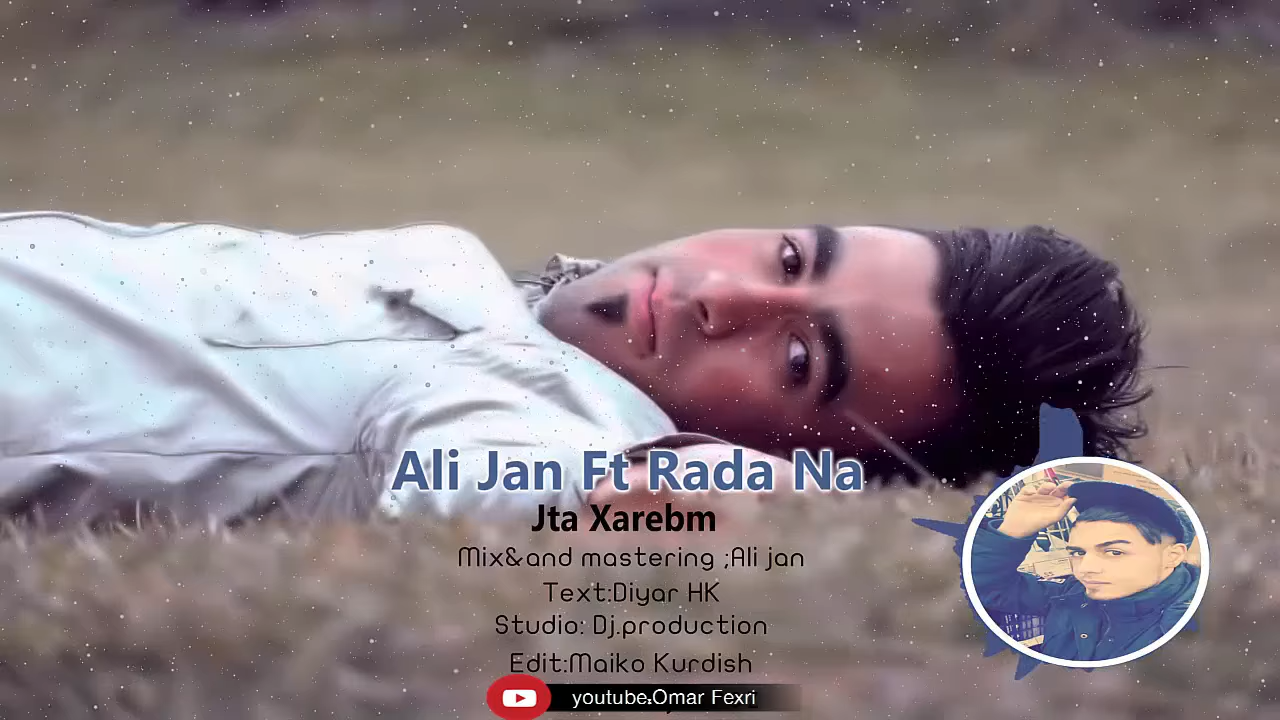 Ali Jan Ft Rada Na
Jta Xarebm
Mix&and mastering ;Ali jan
Text:Diyar HK
Studio: Dj.production
Edit:Maiko Kurdish
youtube:Omar Fexri